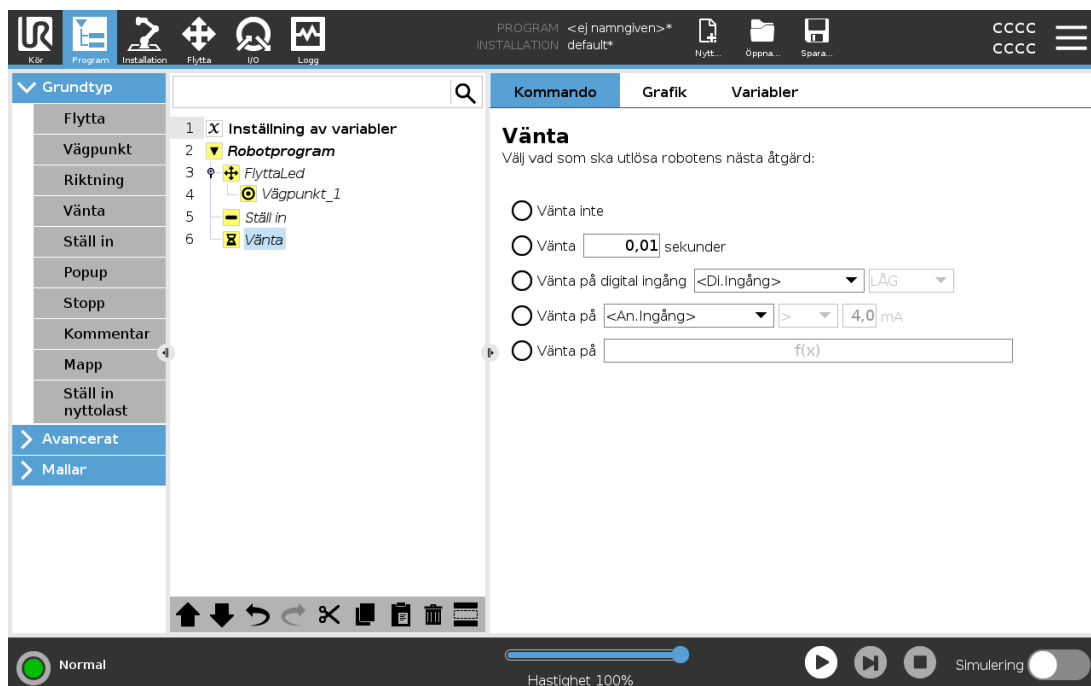 PROGRAM <ej namngiven>*
INSTALLATION default*
CCCC
CCCC
UR
Kör
Program
Installation
Flytta
I/O
Logg
Nytt...
Öppna...
Spara...
Grundtyp
Flytta
Vägpunkt
Riktning
Vänta
Ställ in
Popup
Stopp
Kommentar
Mapp
Ställ in
nyttolast
Avancerat
Mallar
1 X Inställning av variabler
2 Robotprogram
3 FlyttaLed
4 Vägpunkt_1
5 Ställ in
6 Vänta
Kommando Grafik Variabler
Vänta
Välj vad som ska utlösa robotens nästa åtgärd:
Vänta inte
Vänta 0,01 sekunder
Vänta på digital ingång <Di.Ingång> LÅG
Vänta på <An.Ingång> > 4,0 mA
Vänta på f(x)
Normal
Hastighet 100%
Simulering